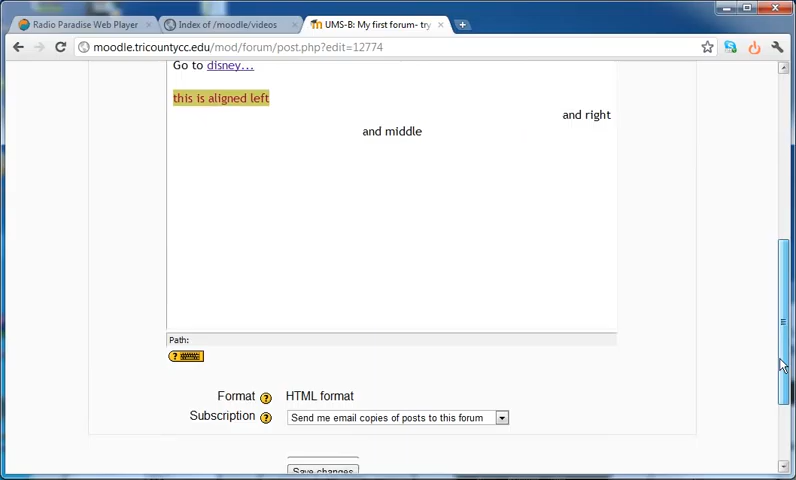 Radio Paradise Web Player
Index of /moodle/videos
UMS-B: My first forum- try
moodle.tricountycc.edu/mod/forum/post.php?edit=12774
Go to disney...
this is aligned left
and right
and middle
Path:
?
Format ? HTML format
Subscription ? Send me email copies of posts to this forum
Save changes